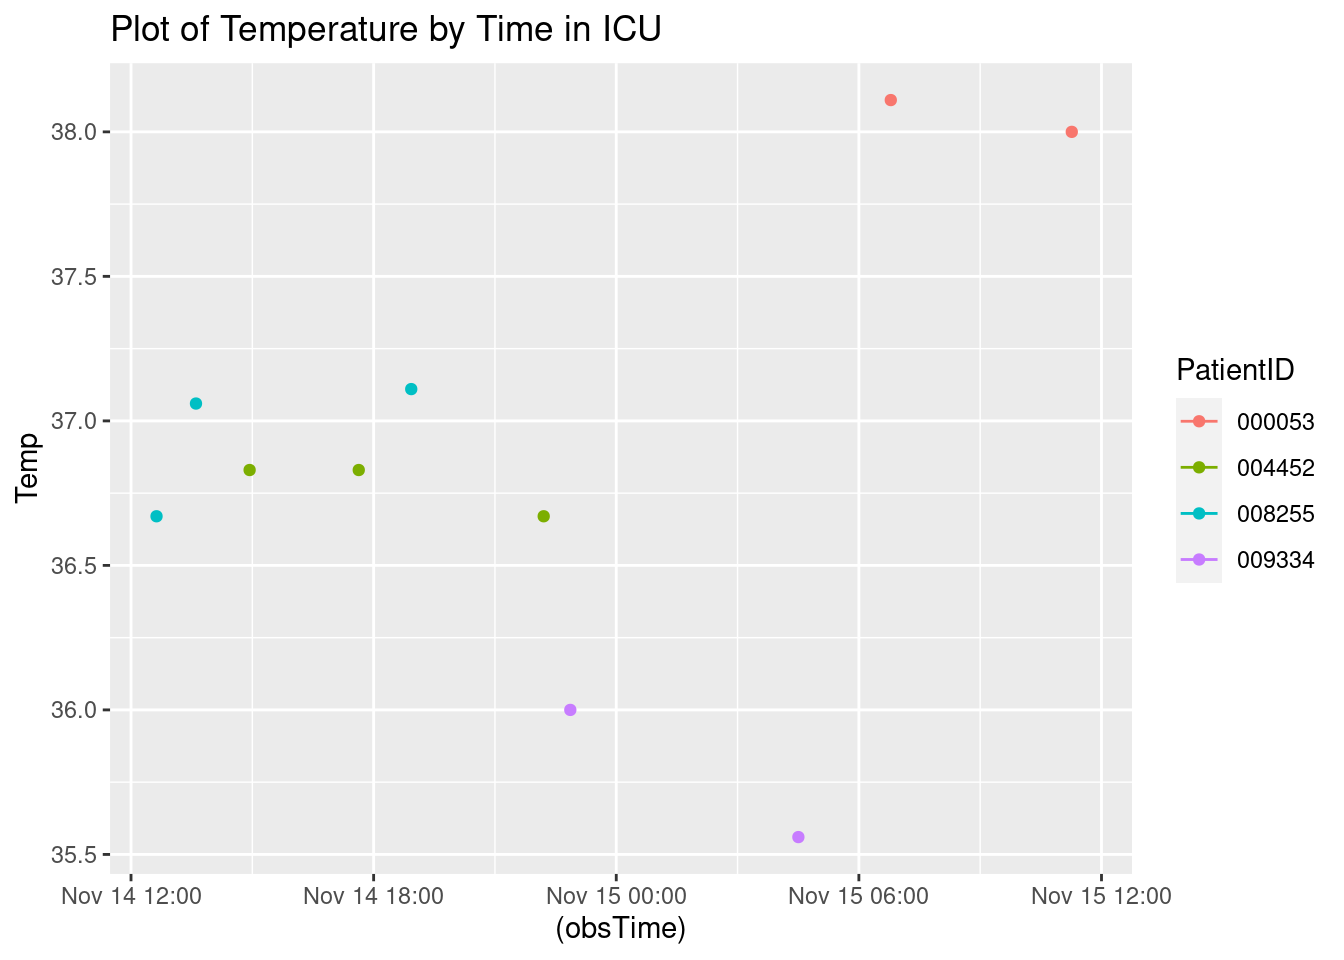 Plot of Temperature by Time in ICU
Temp
38.0
37.5
37.0
36.5
36.0
35.5
Nov 14 12:00 Nov 14 18:00 Nov 15 00:00 Nov 15 06:00 Nov 15 12:00
(obsTime)
PatientID
000053
004452
008255
009334